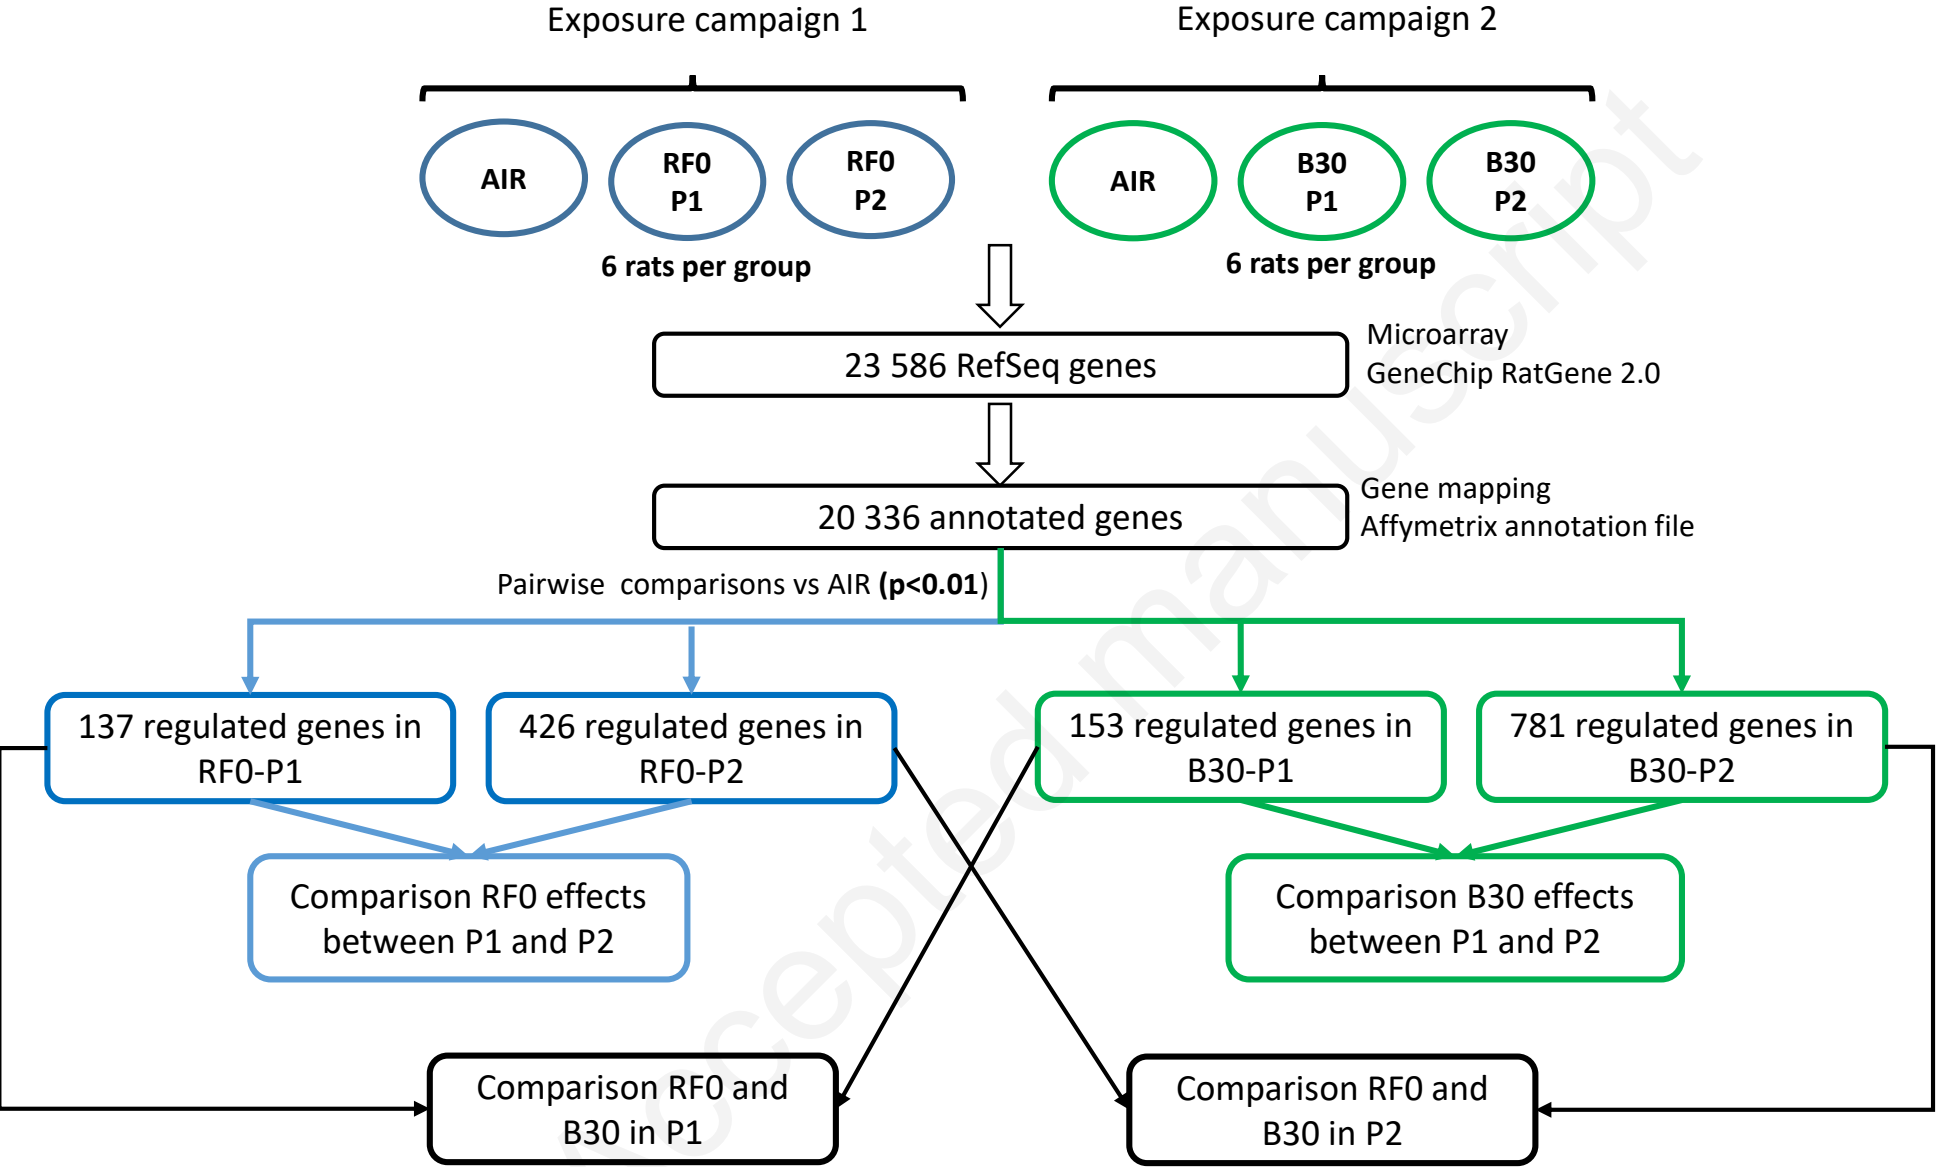 Exposure campaign 1
Exposure campaign 2
AIR
RF0
P1
RF0
P2
AIR
B30
P1
B30
P2
6 rats per group
6 rats per group
23 586 RefSeq genes
Microarray
GeneChip RatGene 2.0
20 336 annotated genes
Gene mapping
Affymetrix annotation file
Pairwise  comparisons vs AIR (p<0.01)
137 regulated genes in
RF0-P1
426 regulated genes in
RF0-P2
153 regulated genes in
B30-P1
781 regulated genes in
B30-P2
Comparison RF0 effects
between P1 and P2
Comparison B30 effects
between P1 and P2
Comparison RF0 and
B30 in P1
Comparison RF0 and
B30 in P2
Accepted manuscript